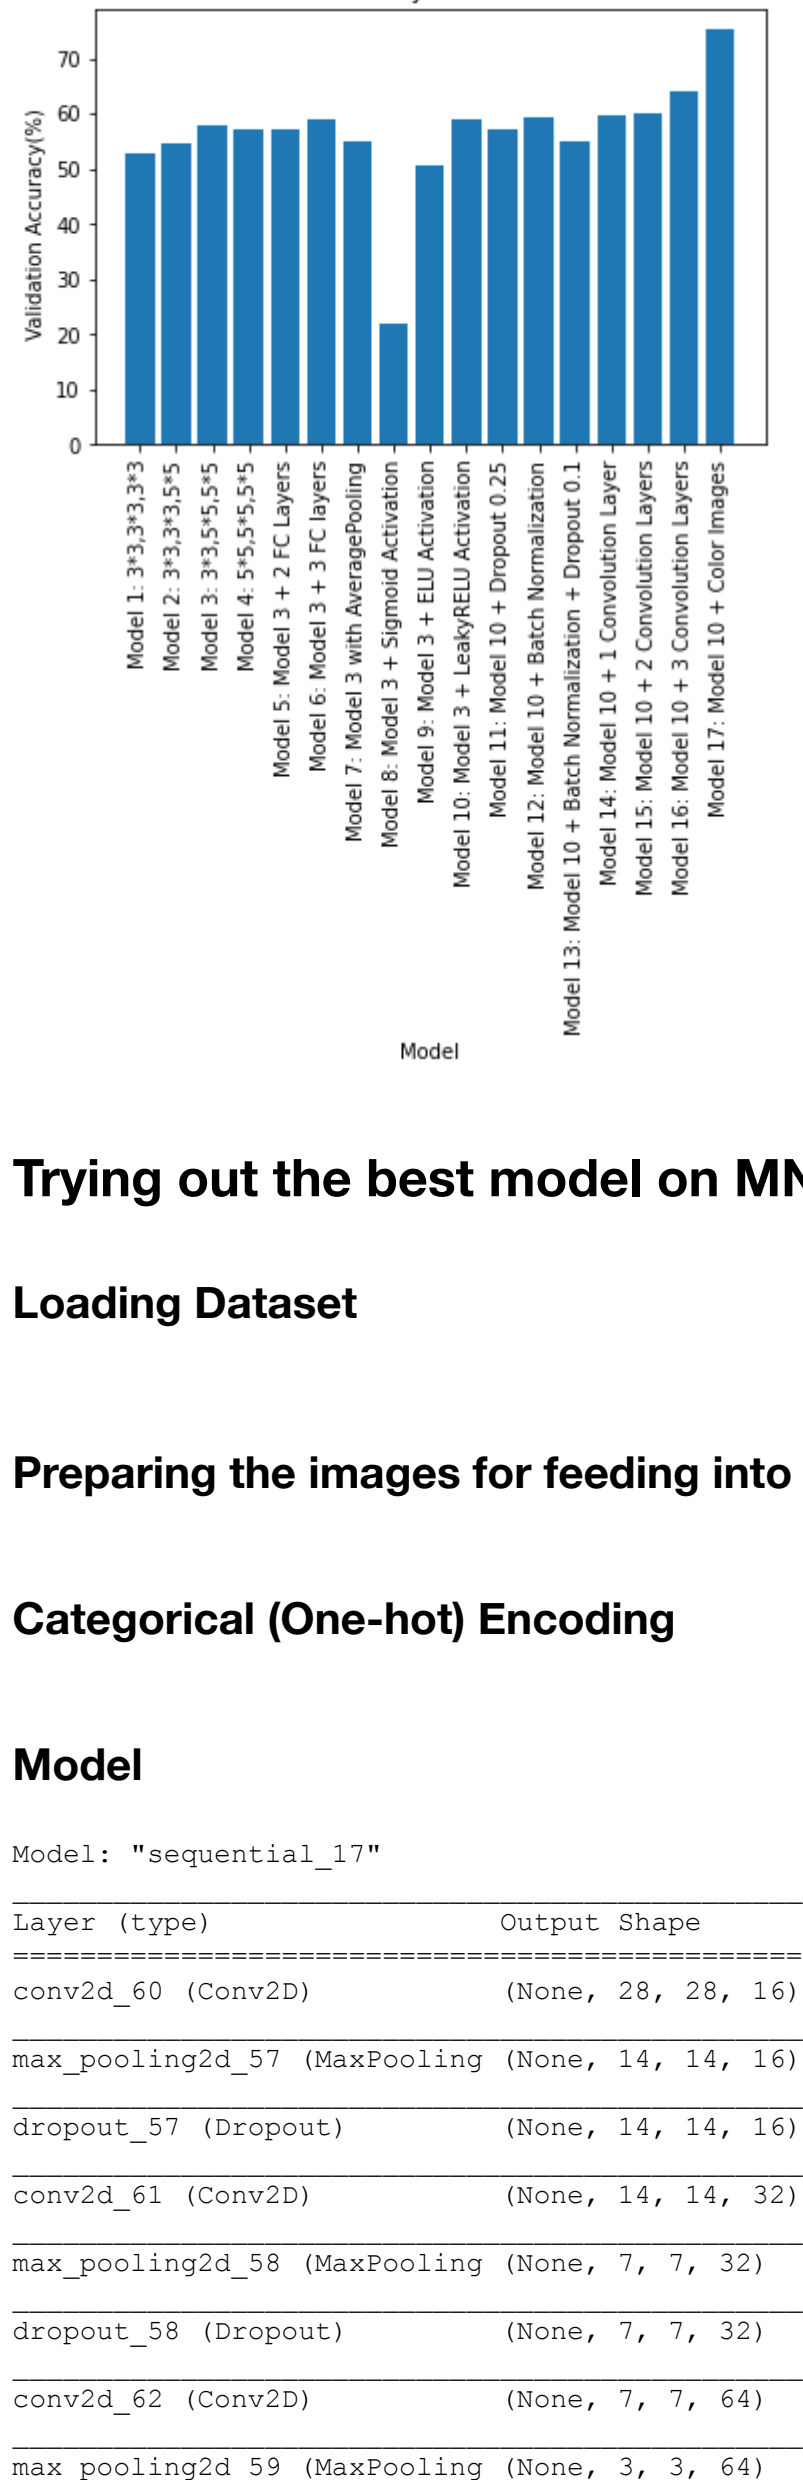 Validation Accuracy(%)
70
60
50
40
30
20
10
0
Model 1: 3*3,3*3,3*3
Model 2: 3*3,3*3,5*5
Model 3: 3*3,5*5,5*5
Model 4: 5*5,5*5,5*5
Model 5: Model 3 + 2 FC Layers
Model 6: Model 3 + 3 FC layers
Model 7: Model 3 with AveragePooling
Model 8: Model 3 + Sigmoid Activation
Model 9: Model 3 + ELU Activation
Model 10: Model 3 + LeakyRELU Activation
Model 11: Model 10 + Dropout 0.25
Model 12: Model 10 + Batch Normalization
Model 13: Model 10 + Batch Normalization + Dropout 0.1
Model 14: Model 10 + 1 Convolution Layer
Model 15: Model 10 + 2 Convolution Layers
Model 16: Model 10 + 3 Convolution Layers
Model 17: Model 10 + Color Images
Model
Trying out the best model on
Loading Dataset
Preparing the images for feeding into
Categorical (One-hot) Encoding
Model
Model: "sequential_17"
Layer (type) Output Shape
conv2d_60 (Conv2D) (None, 28, 28, 16)
max_pooling2d_57 (MaxPooling (None, 14, 14, 16)
dropout_57 (Dropout) (None, 14, 14, 16)
conv2d_61 (Conv2D) (None, 14, 14, 32)
max_pooling2d_58 (MaxPooling (None, 7, 7, 32)
dropout_58 (Dropout) (None, 7, 7, 32)
conv2d_62 (Conv2D) (None, 7, 7, 64)
max_pooling2d_59 (MaxPooling (None, 3, 3, 64)